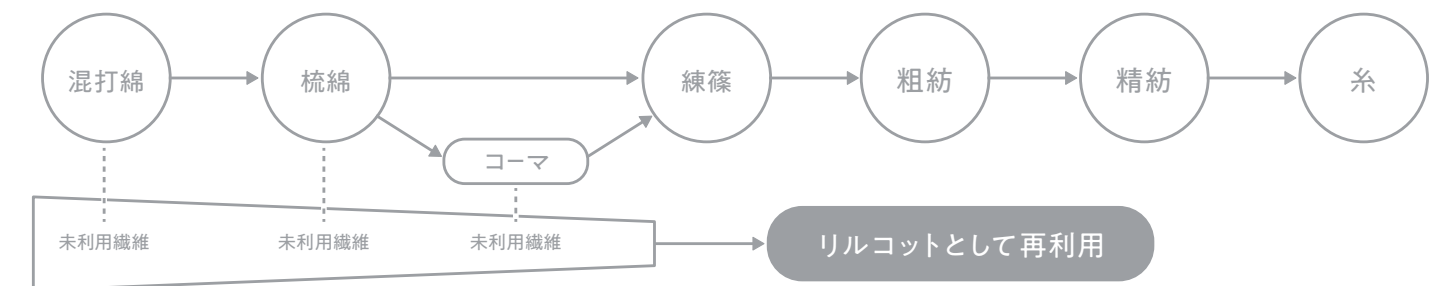 混打綿
梳綿
練篠
粗紡
精紡
糸
コーマ
未利用繊維
未利用繊維
未利用繊維
リルコットとして再利用